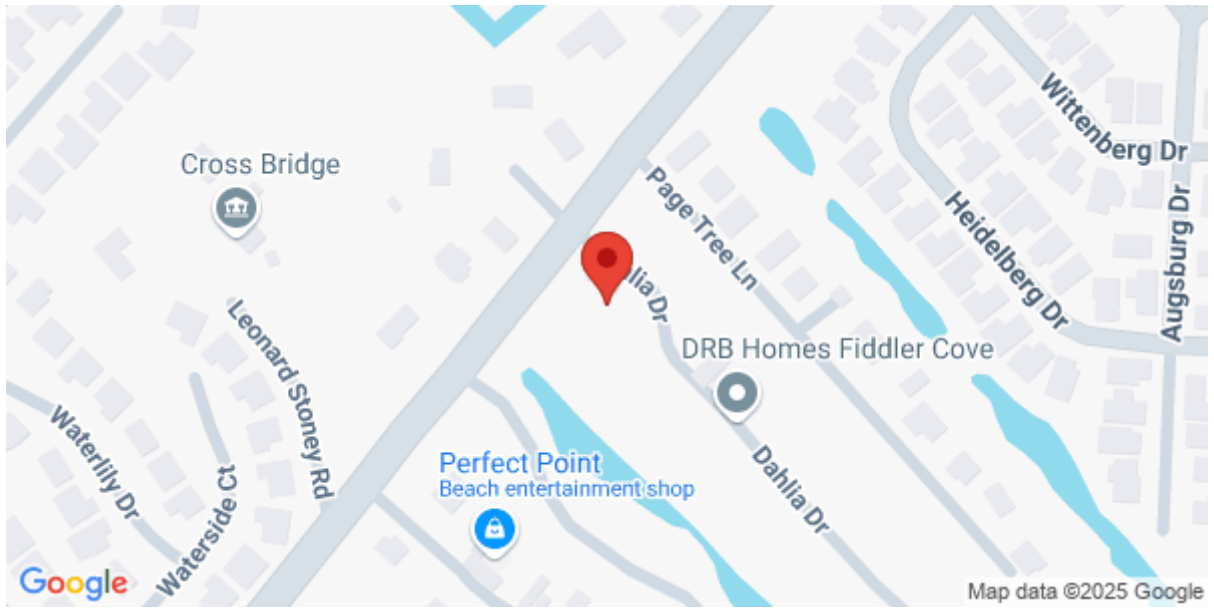 Wittenberg Dr
Cross Bridge
Page Tree Ln
Heidelberg Dr
Augsburg Dr
lia Dr
Leonard Stoney Rd
DRB Homes Fiddler Cove
Waterlily Dr
Waterside Ct
Perfect Point
Beach entertainment shop
Dahlia Dr
Google
Map data ©2025 Google